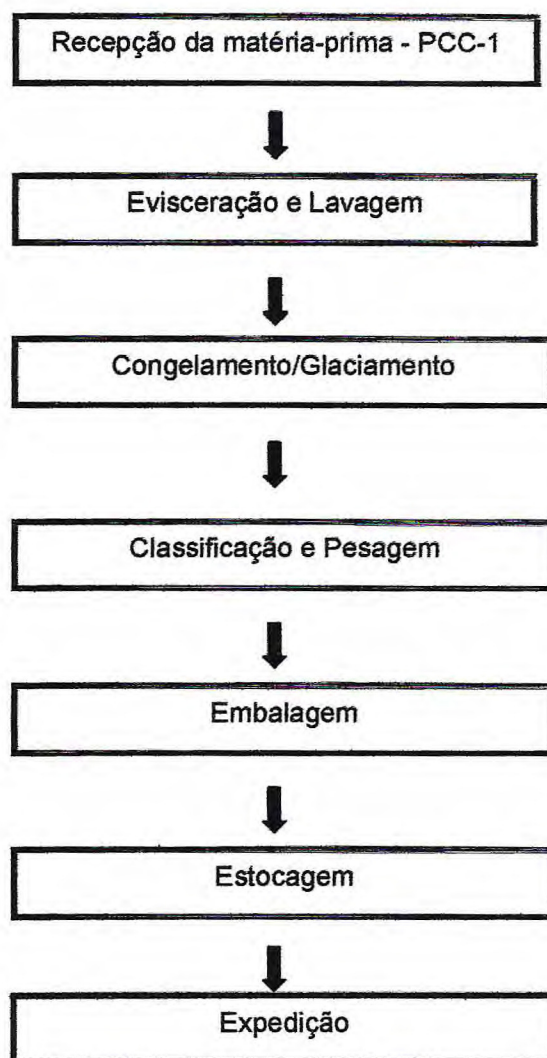 Recepção da matéria-prima - PCC-1
Evisceração e Lavagem
Congelamento/Glaciamento
Classificação e Pesagem
Embalagem
Estocagem
Expedição